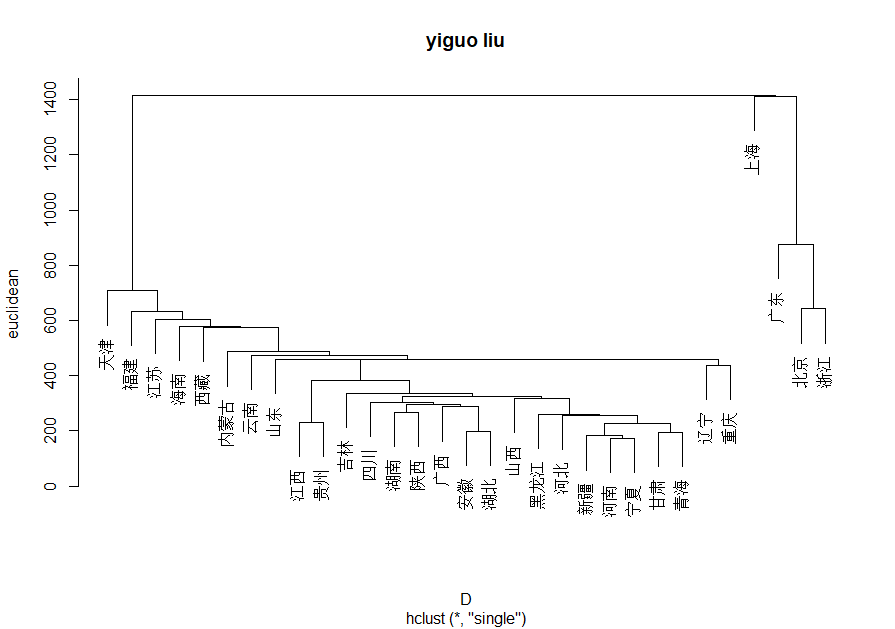 yiguo liu
euclidean
1400
1200
1000
800
600
400
200
0
天津
福建
江苏
海南
西藏
内蒙古
云南
山东
江西
贵州
吉林
四川
湖南
陕西
广西
安徽
湖北
山西
黑龙江
河北
新疆
河南
宁夏
甘肃
青海
辽宁
重庆
上海
广东
北京
浙江
D
hclust (*, "single")